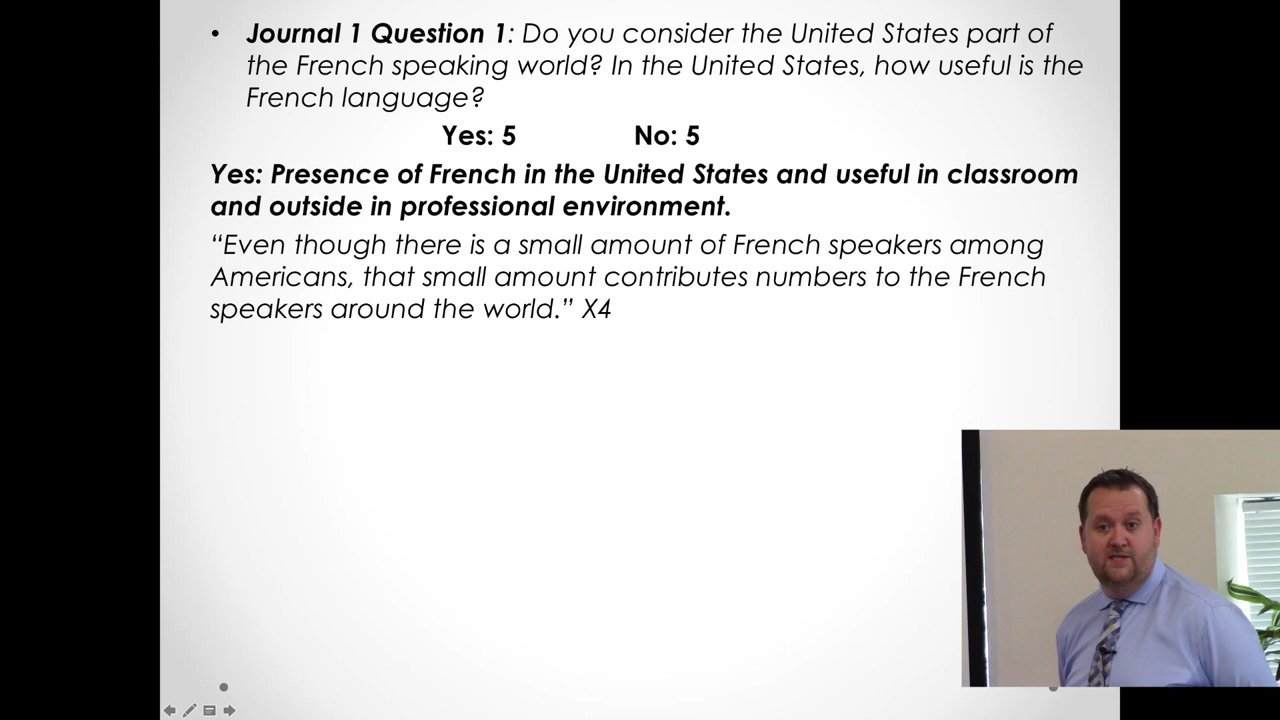 • Journal 1 Question 1: Do you consider the United States part of
the French speaking world? In the United States, how useful is the
French language?
Yes: 5 No: 5
Yes: Presence of French in the United States and useful in classroom
and outside in professional environment.
“Even though there is a small amount of French speakers among
Americans, that small amount contributes numbers to the French
speakers around the world.” X4